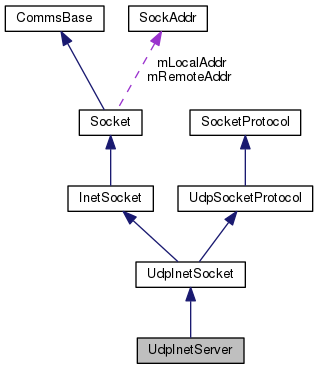 CommsBase
SockAddr
mLocalAddr
mRemoteAddr
Socket
SocketProtocol
InetSocket
UdpSocketProtocol
UdpInetSocket
UdpInetServer